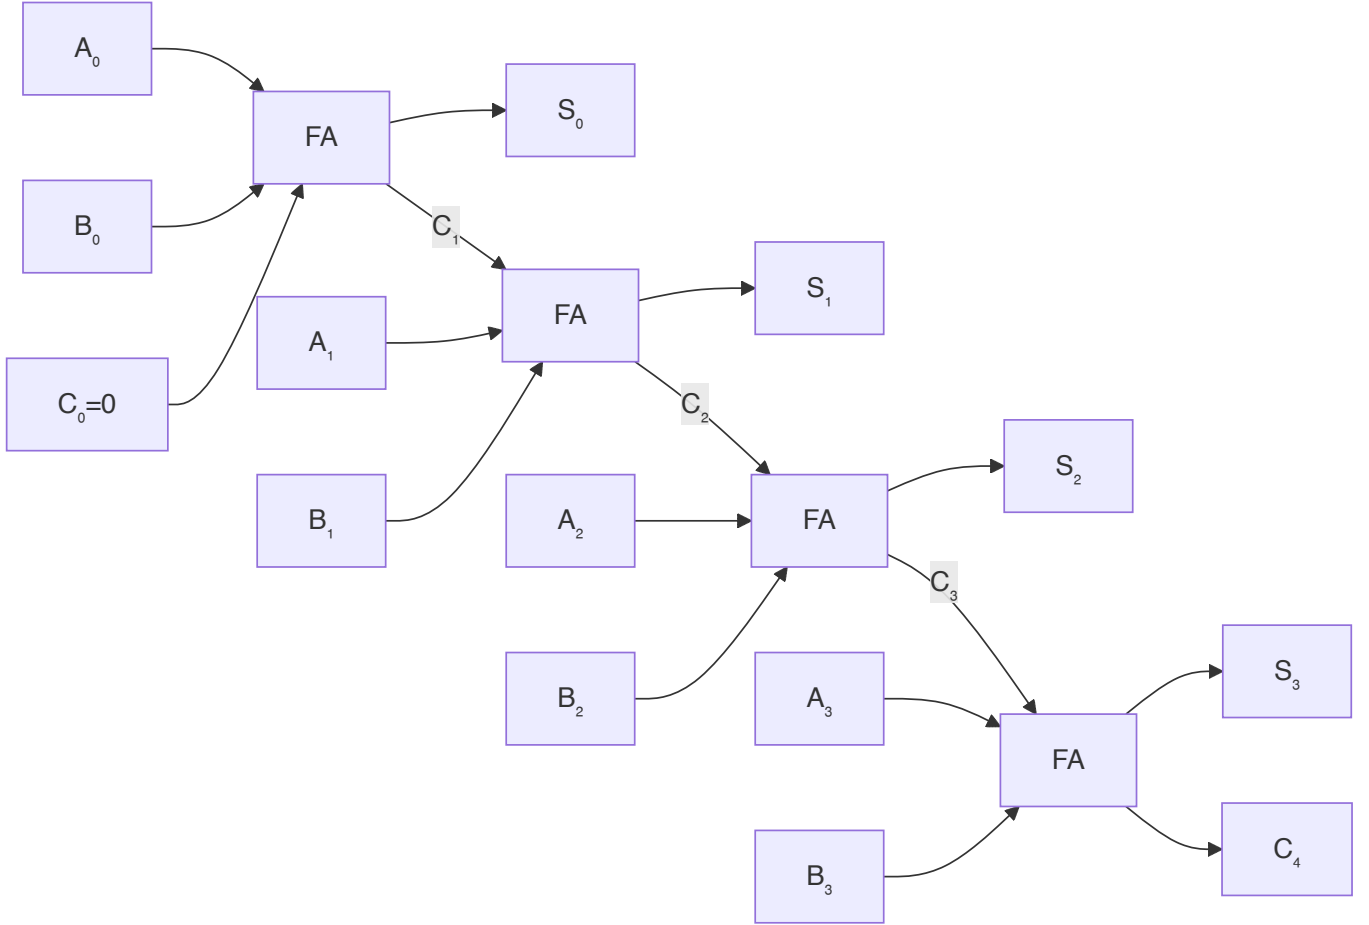 A₀
FA
S₀
B₀
C₁
C₀=0
A₁
FA
S₁
B₁
C₂
A₂
FA
S₂
B₂
C₃
A₃
FA
S₃
B₃
C₄